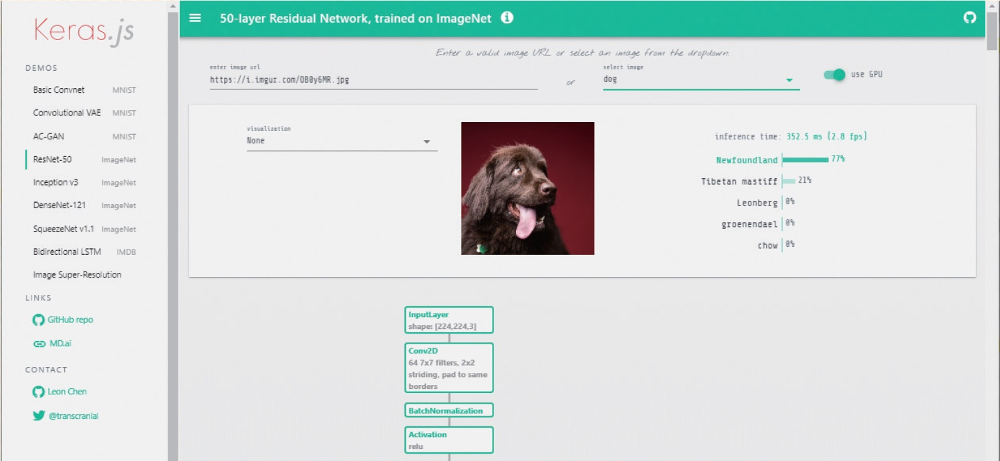 Keras.js
DEMOS
Basic Convnet MNIST
Convolutional VAE MNIST
AC-GAN MNIST
ResNet-50 ImageNet
Inception v3 ImageNet
DenseNet-121 ImageNet
SqueezeNet v1.1 ImageNet
Bidirectional LSTM IMDB
Image Super-Resolution
LINKS
GitHub repo
MD.ai
CONTACT
Leon Chen
@transcranial
50-layer Residual Network, trained on ImageNet
Enter a valid image URL or select an image from the dropdown.
enter image url
https://i.imgur.com/OB0y6MR.jpg
or
select image
dog
use GPU
visualization
None
inference time: 352.5 ms (2.8 fps)
Newfoundland 77%
Tibetan mastiff 21%
Leonberg 0%
groenendael 0%
chow 0%
InputLayer
shape: [224,224,3]
Conv2D
64 7x7 filters, 2x2
striding, pad to same
borders
BatchNormalization
Activation
relu